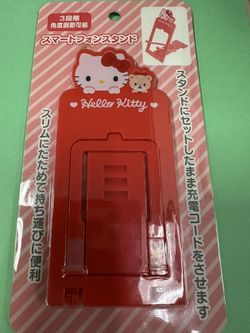 3段階
角度調節可能
スマートフォンスタンド
スタンドにセットしたまま充電コードをさせます
Hello Kitty
スリムにたためて持ち運びに便利